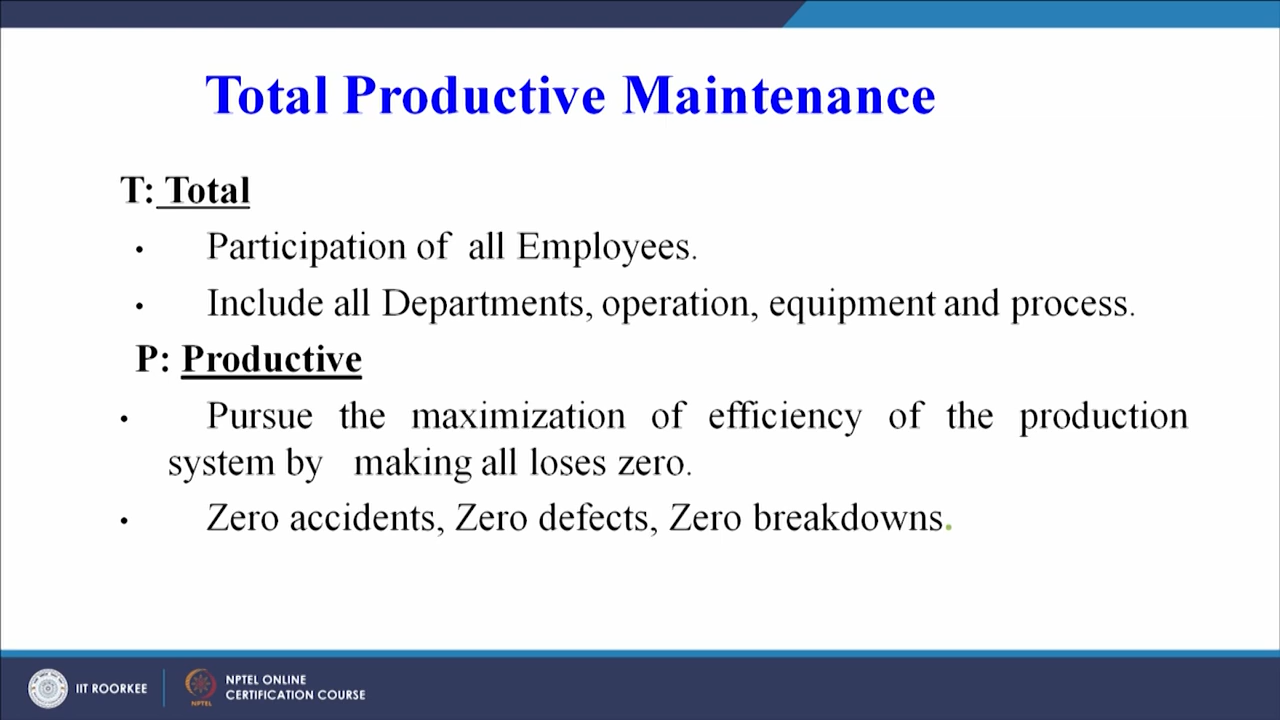 Total Productive Maintenance
T: Total
• Participation of all Employees.
• Include all Departments, operation, equipment and process.
P: Productive
• Pursue the maximization of efficiency of the production
system by making all loses zero.
• Zero accidents, Zero defects, Zero breakdowns.
IIT ROORKEE
NPTEL
NPTEL ONLINE
CERTIFICATION COURSE